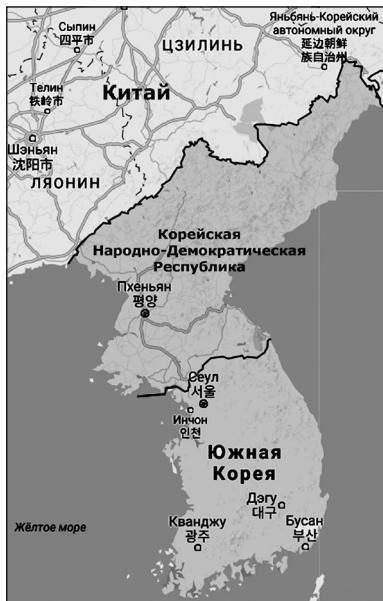 Сыпин
四平市
ЦЗИЛИНЬ
Яньбянь-Корейский
автономный округ
延边朝鲜
族自治州
Китай
Телин
铁岭市
Шэньян
沈阳市
ЛЯОНИН
Корейская
Народно-Демократическая
Республика
Пхеньян
평양
Сеул
서울
Инчон
인천
Южная
Корея
Дэгу
대구
Жёлтое море
Кванджу
광주
Бусан
부산